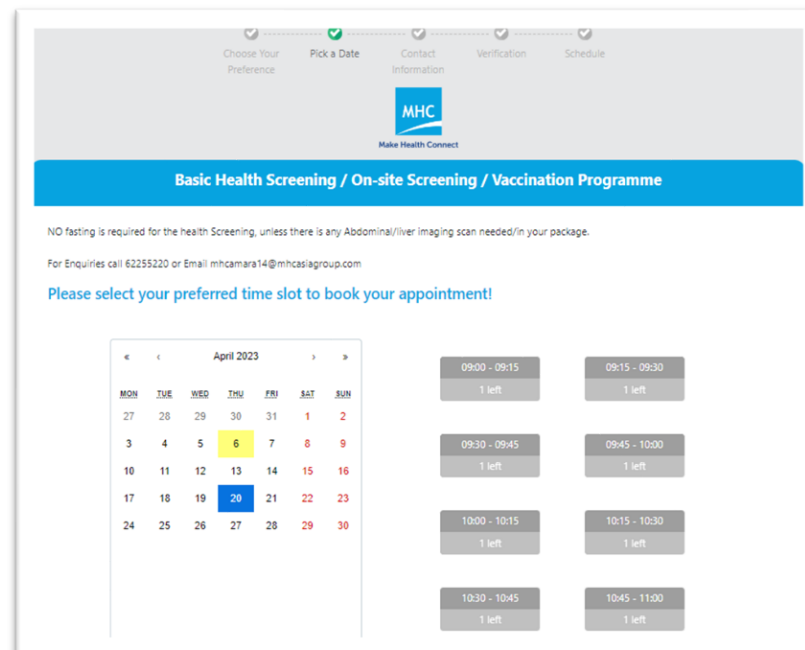 Choose Your Preference
Pick a Date
Contact Information
Verification
Schedule
MHC
Make Health Connect
Basic Health Screening / On-site Screening / Vaccination Programme
NO fasting is required for the health Screening, unless there is any Abdominal/liver imaging scan needed/in your package.
For Enquiries call 62255220 or Email mhcamara14@mhcasiagroup.com
Please select your preferred time slot to book your appointment!
« ‹ April 2023 › »
MON TUE WED THU FRI SAT SUN
27 28 29 30 31 1 2
3 4 5 6 7 8 9
10 11 12 13 14 15 16
17 18 19 20 21 22 23
24 25 26 27 28 29 30
09:00 - 09:15 09:15 - 09:30
1 left 1 left
09:30 - 09:45 09:45 - 10:00
1 left 1 left
10:00 - 10:15 10:15 - 10:30
1 left 1 left
10:30 - 10:45 10:45 - 11:00
1 left 1 left